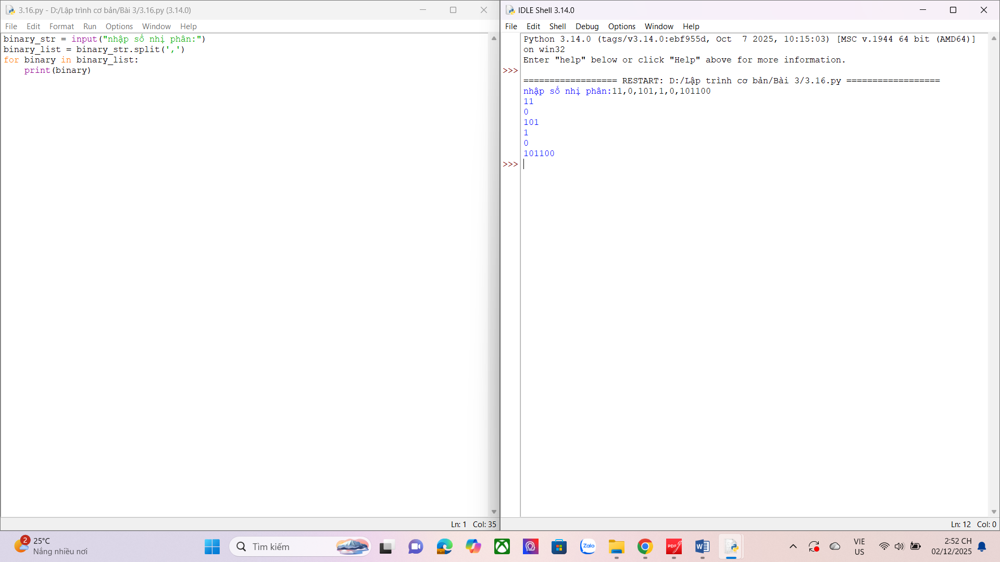 3.16.py - D:/Lập trình cơ bản/Bài 3/3.16.py (3.14.0)
File Edit Format Run Options Window Help
binary_str = input("nhập số nhị phân:")
binary_list = binary_str.split(',')
for binary in binary_list:
    print(binary)
Ln: 1 Col: 35
IDLE Shell 3.14.0
File Edit Shell Debug Options Window Help
Python 3.14.0 (tags/v3.14.0:ebf955d, Oct  7 2025, 10:15:03) [MSC v.1944 64 bit (AMD64)]
on win32
Enter "help" below or click "Help" above for more information.
>>>
================== RESTART: D:/Lập trình cơ bản/Bài 3/3.16.py ==================
nhập số nhị phân:11,0,101,1,0,101100
11
0
101
1
0
101100
>>>
Ln: 12 Col: 0
2
25°C
Nắng nhiều nơi
Tìm kiếm
Zalo
PDF
VIE
US
2:52 CH
02/12/2025